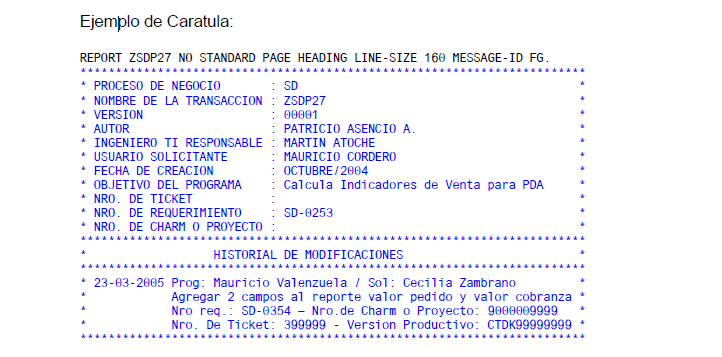 Ejemplo de Caratula:
REPORT ZSDP27 NO STANDARD PAGE HEADING LINE-SIZE 160 MESSAGE-ID FG.
***********************************************************************
* PROCESO DE NEGOCIO       : SD                                       *
* NOMBRE DE LA TRANSACCION : ZSDP27                                   *
* VERSION                  : 00001                                    *
* AUTOR                    : PATRICIO ASENCIO A.                      *
* INGENIERO TI RESPONSABLE : MARTIN ATOCHE                            *
* USUARIO SOLICITANTE      : MAURICIO CORDERO                         *
* FECHA DE CREACION        : OCTUBRE/2004                             *
* OBJETIVO DEL PROGRAMA    : Calcula Indicadores de Venta para PDA    *
* NRO. DE TICKET           :                                          *
* NRO. DE REQUERIMIENTO    : SD-0253                                  *
* NRO. DE CHARM O PROYECTO :                                          *
***********************************************************************
*                  HISTORIAL DE MODIFICACIONES                        *
***********************************************************************
* 23-03-2005 Prog: Mauricio Valenzuela / Sol: Cecilia Zambrano        *
*            Agregar 2 campos al reporte valor pedido y valor cobranza *
*            Nro req.: SD-0354 – Nro.de Charm o Proyecto: 9000009999  *
*            Nro. De Ticket: 399999 - Version Productivo: CTDK99999999 *
***********************************************************************